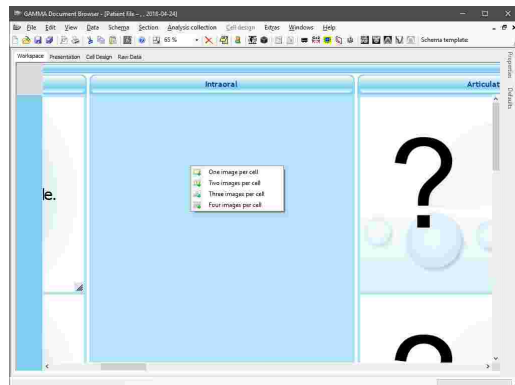 GAMMA Document Browser - [Patient File - ... 2018-04-24]
File Edit View Data Schema Section Analysis collection Cell design Extras Windows Help
65 % Schema template:
Workspace Presentation Cell Design Raw Data
Properties
Defaults
Intraoral
Articulat
le.
?
One image per cell
Two images per cell
Three images per cell
Four images per cell